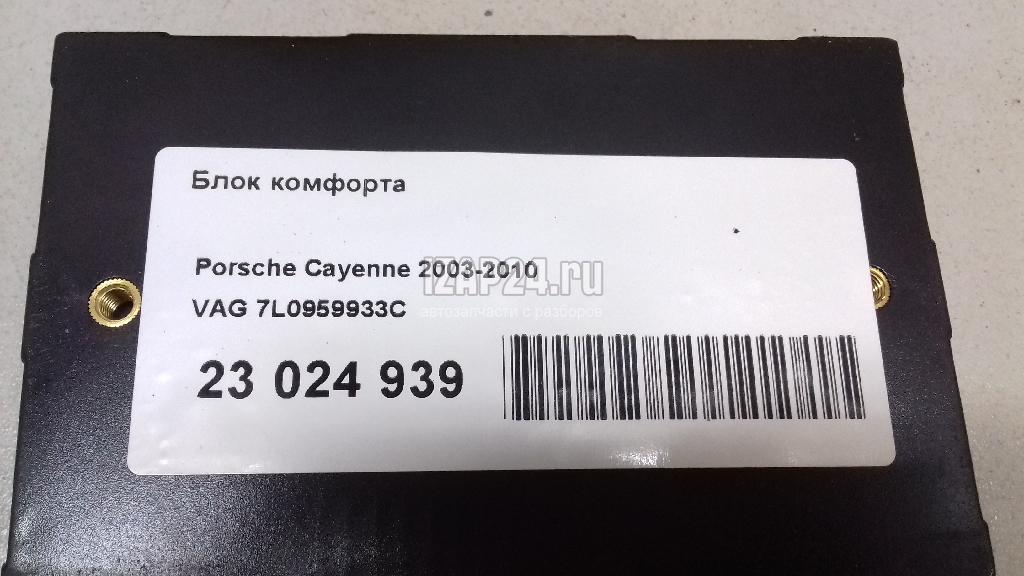 Блок комфорта
Porsche Cayenne 2003-2010
IZAP24.ru
VAG 7L0959933C
автозапчасти с разборов
23 024 939